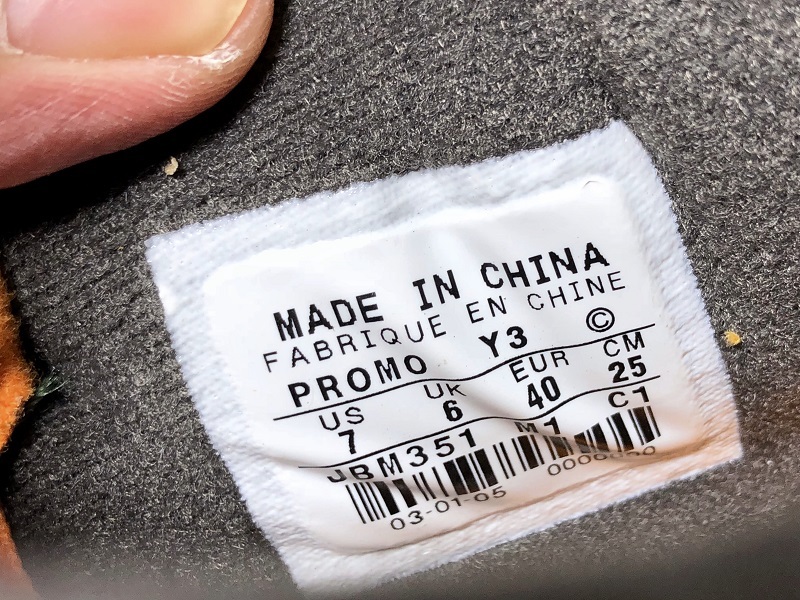 MADE IN CHINA
FABRIQUE EN CHINE
PROMO Y3 ©
US UK EUR CM
7 6 40 25
JBM351 M1 C1
03-01-05